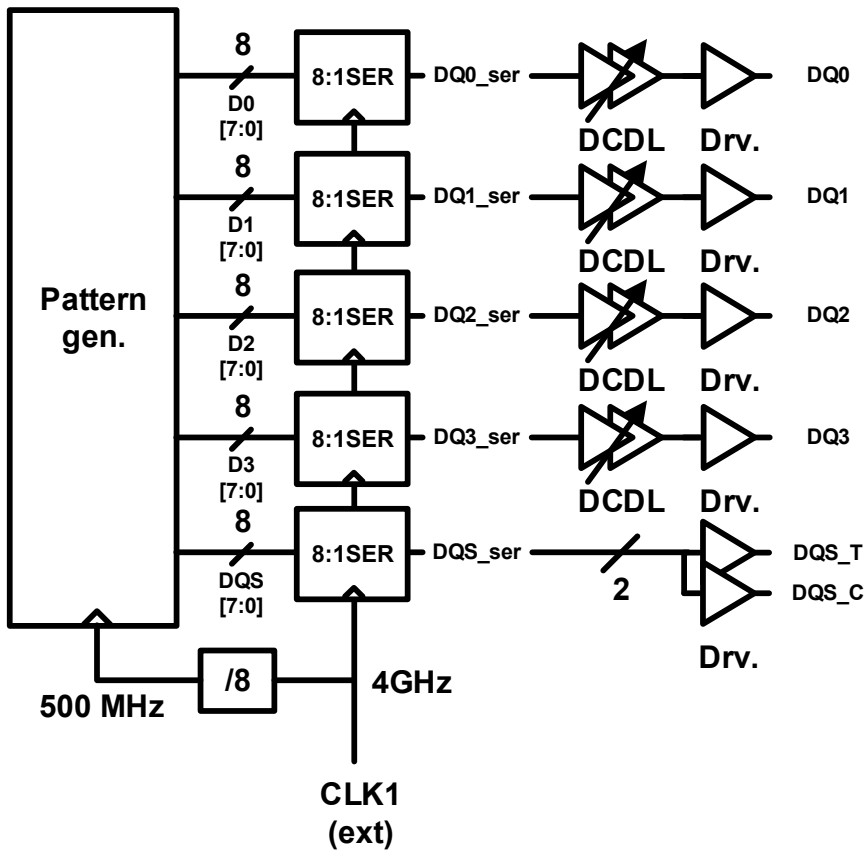 8
8:1SER
DQ0_ser
DQ0
D0
[7:0]
DCDL
Drv.
8
8:1SER
DQ1_ser
DQ1
D1
[7:0]
DCDL
Drv.
Pattern
gen.
8
8:1SER
DQ2_ser
DQ2
D2
[7:0]
DCDL
Drv.
8
8:1SER
DQ3_ser
DQ3
D3
[7:0]
DCDL
Drv.
8
8:1SER
DQS_ser
2
DQS_T
DQS_C
DQS
[7:0]
Drv.
500 MHz
/8
4GHz
CLK1
(ext)